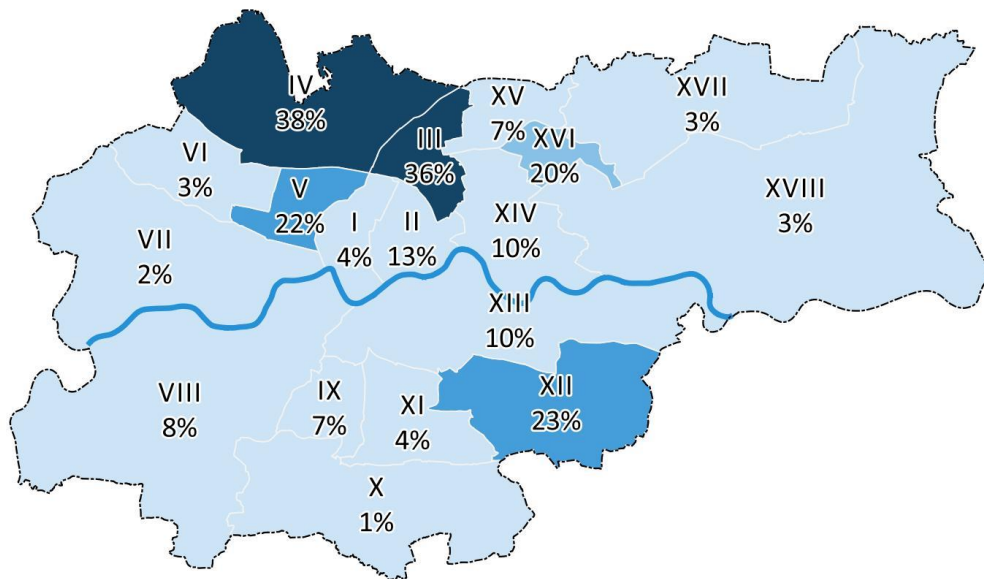 IV
38%
XV
7%
XVII
3%
III
36%
XVI
20%
VI
3%
V
22%
XVIII
3%
I
4%
II
13%
XIV
10%
VII
2%
XIII
10%
VIII
8%
IX
7%
XI
4%
XII
23%
X
1%